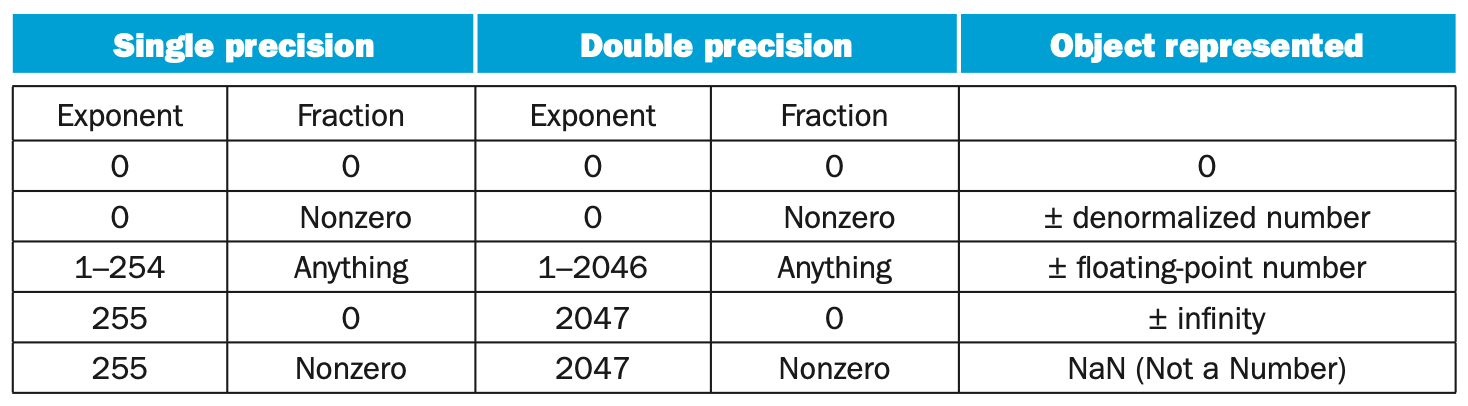 Single precision Double precision Object represented
Exponent Fraction Exponent Fraction
0 0 0 0 0
0 Nonzero 0 Nonzero ± denormalized number
1–254 Anything 1–2046 Anything ± floating-point number
255 0 2047 0 ± infinity
255 Nonzero 2047 Nonzero NaN (Not a Number)